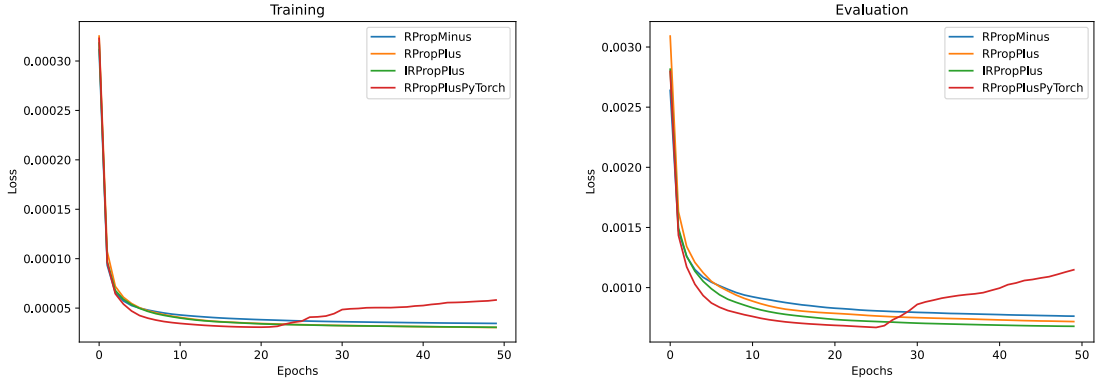 Training
Loss
0.00030
0.00025
0.00020
0.00015
0.00010
0.00005
0
10
20
30
40
50
Epochs
RPropMinus
RPropPlus
IRPropPlus
RPropPlusPyTorch
Evaluation
Loss
0.0030
0.0025
0.0020
0.0015
0.0010
0
10
20
30
40
50
Epochs
RPropMinus
RPropPlus
IRPropPlus
RPropPlusPyTorch